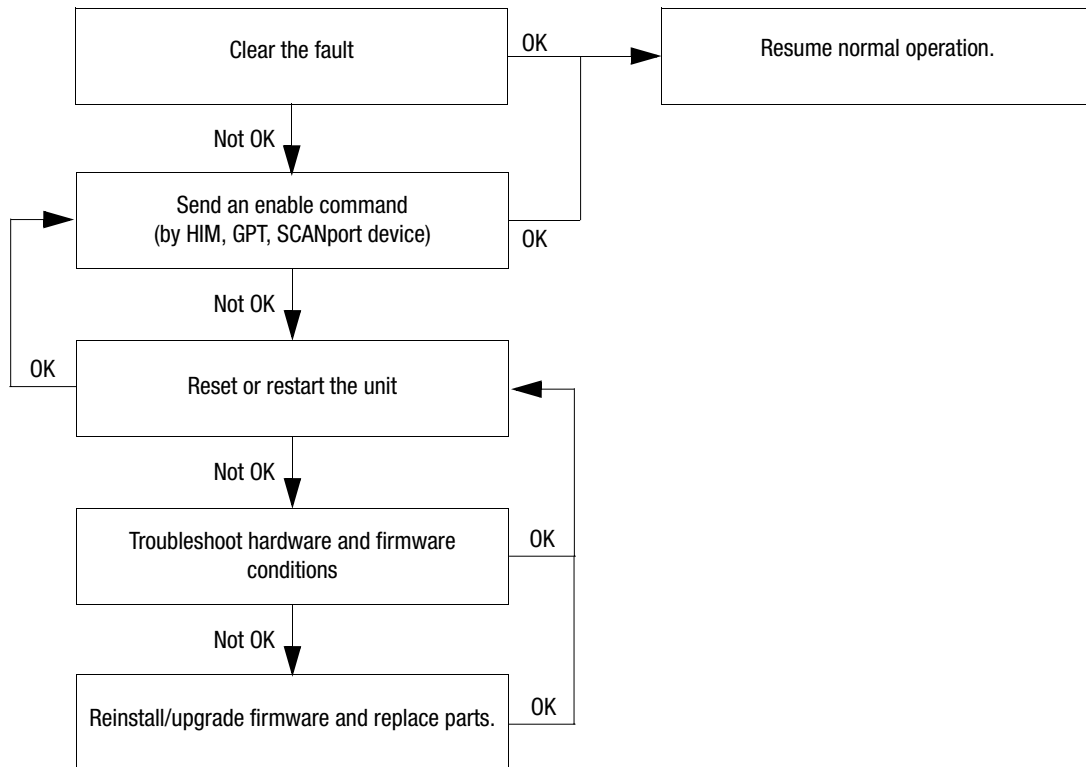 Clear the fault
OK
Resume normal operation.
Not OK
Send an enable command
(by HIM, GPT, SCANport device)
OK
Not OK
OK
Reset or restart the unit
Not OK
Troubleshoot hardware and firmware
conditions
OK
Not OK
Reinstall/upgrade firmware and replace parts.
OK